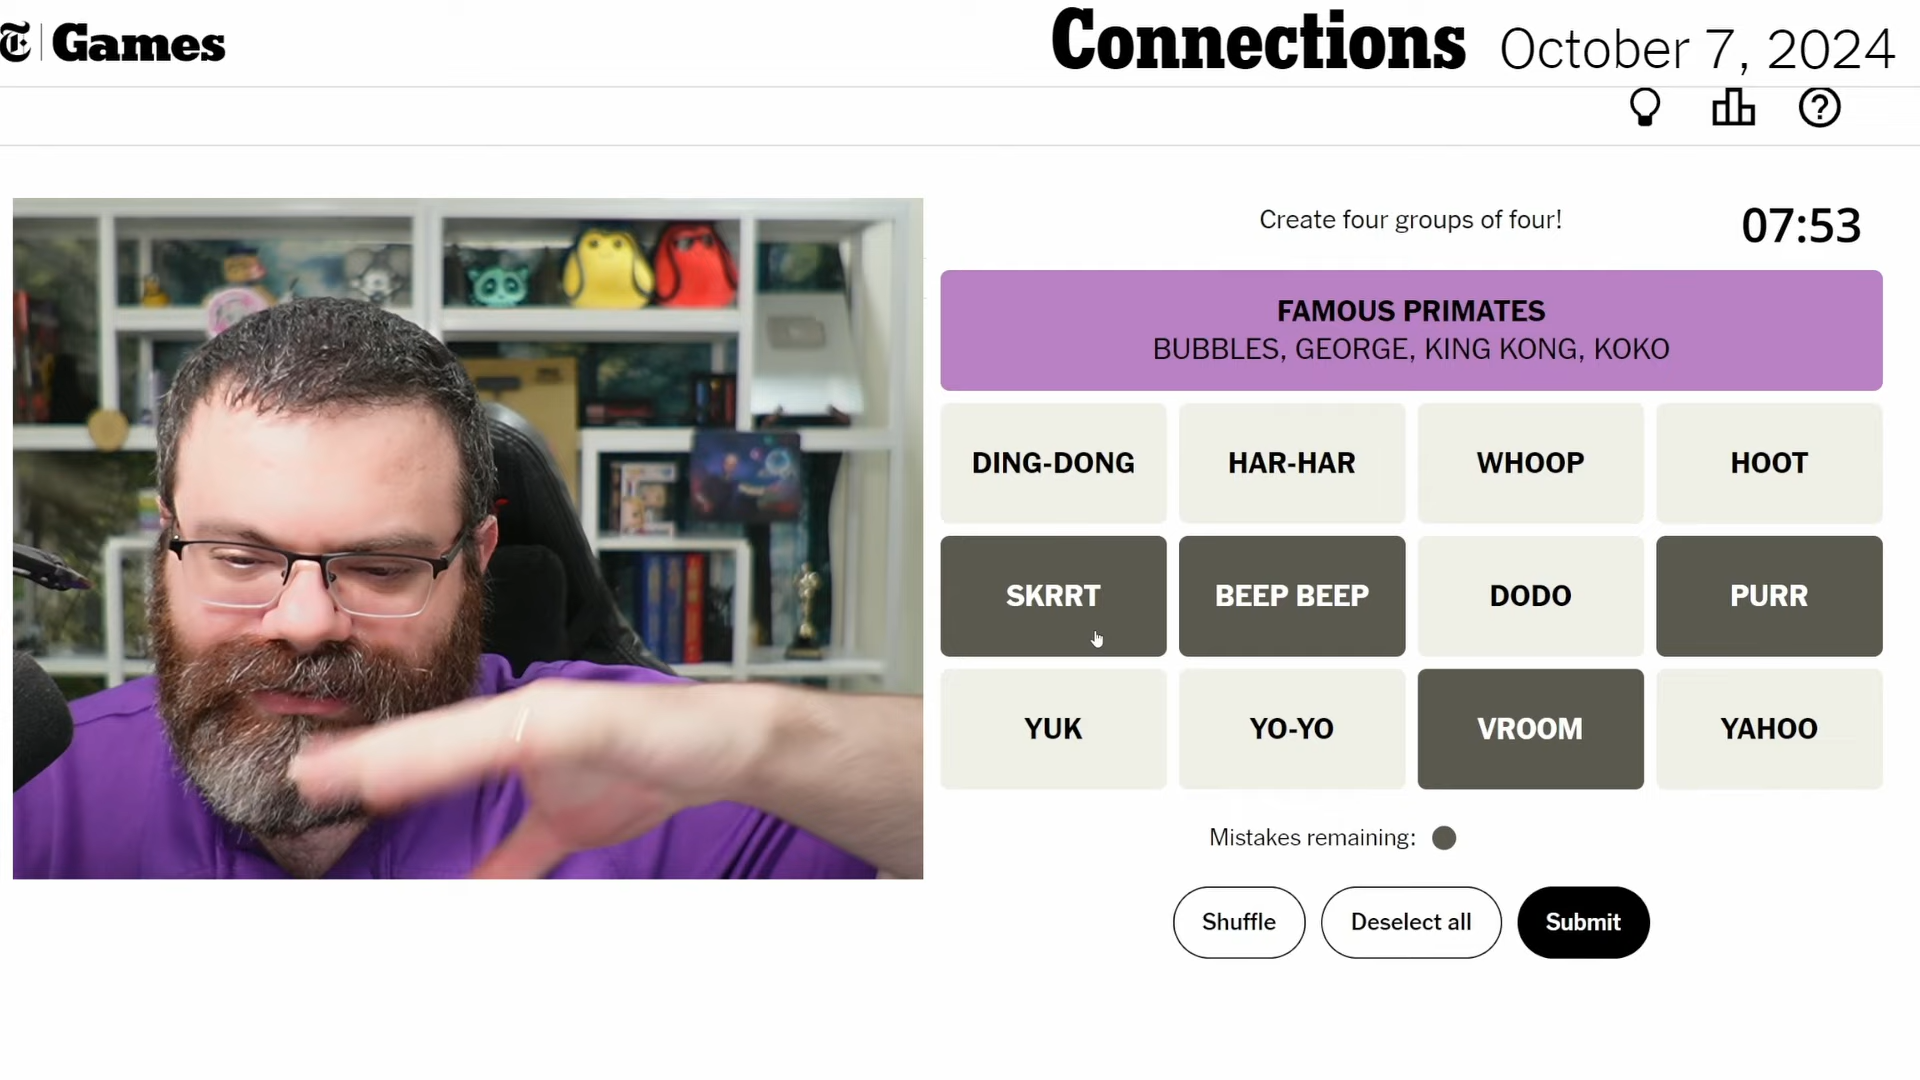 T Games
Connections October 7, 2024
Create four groups of four!
07:53
FAMOUS PRIMATES
BUBBLES, GEORGE, KING KONG, KOKO
DING-DONG HAR-HAR WHOOP HOOT
SKRRT BEEP BEEP DODO PURR
YUK YO-YO VROOM YAHOO
Mistakes remaining:
Shuffle Deselect all Submit